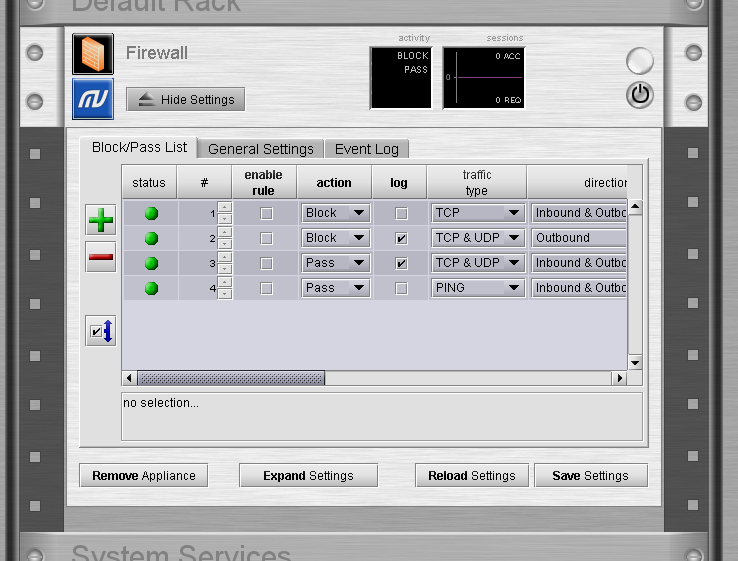 Default Rack
Firewall
Hide Settings
activity
BLOCK
PASS
sessions
0 ACC
0
0 REQ
Block/Pass List General Settings Event Log
status # enable rule action log traffic type direction
1 Block TCP Inbound & Outbo
2 Block TCP & UDP Outbound
3 Pass TCP & UDP Inbound & Outbo
4 Pass PING Inbound & Outbo
no selection...
Remove Appliance Expand Settings Reload Settings Save Settings
System Services